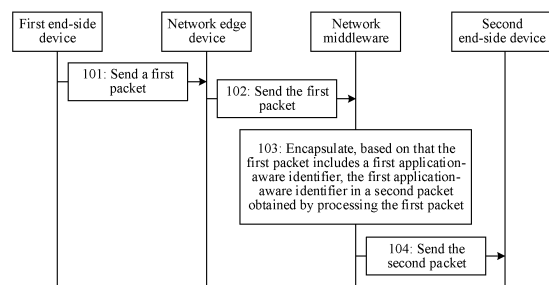 First end-side
device
Network edge
device
Network
middleware
Second
end-side device
101: Send a first
packet
102: Send the first
packet
103: Encapsulate, based on that the
first packet includes a first application-
aware identifier, the first application-
aware identifier in a second packet
obtained by processing the first packet
104: Send the
second packet